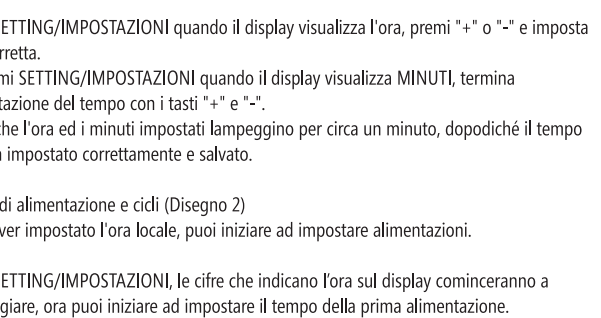 ETTING/IMPOSTAZIONI quando il display visualizza l'ora, premi "+" o "-" e imposta
rretta.
mi SETTING/IMPOSTAZIONI quando il display visualizza MINUTI, termina
tazione del tempo con i tasti "+" e "-".
che l'ora ed i minuti impostati lampeggino per circa un minuto, dopodiché il tempo
impostato correttamente e salvato.
di alimentazione e cicli (Disegno 2)
ver impostato l'ora locale, puoi iniziare ad impostare alimentazioni.
ETTING/IMPOSTAZIONI, le cifre che indicano l'ora sul display cominceranno a
giare, ora puoi iniziare ad impostare il tempo della prima alimentazione.